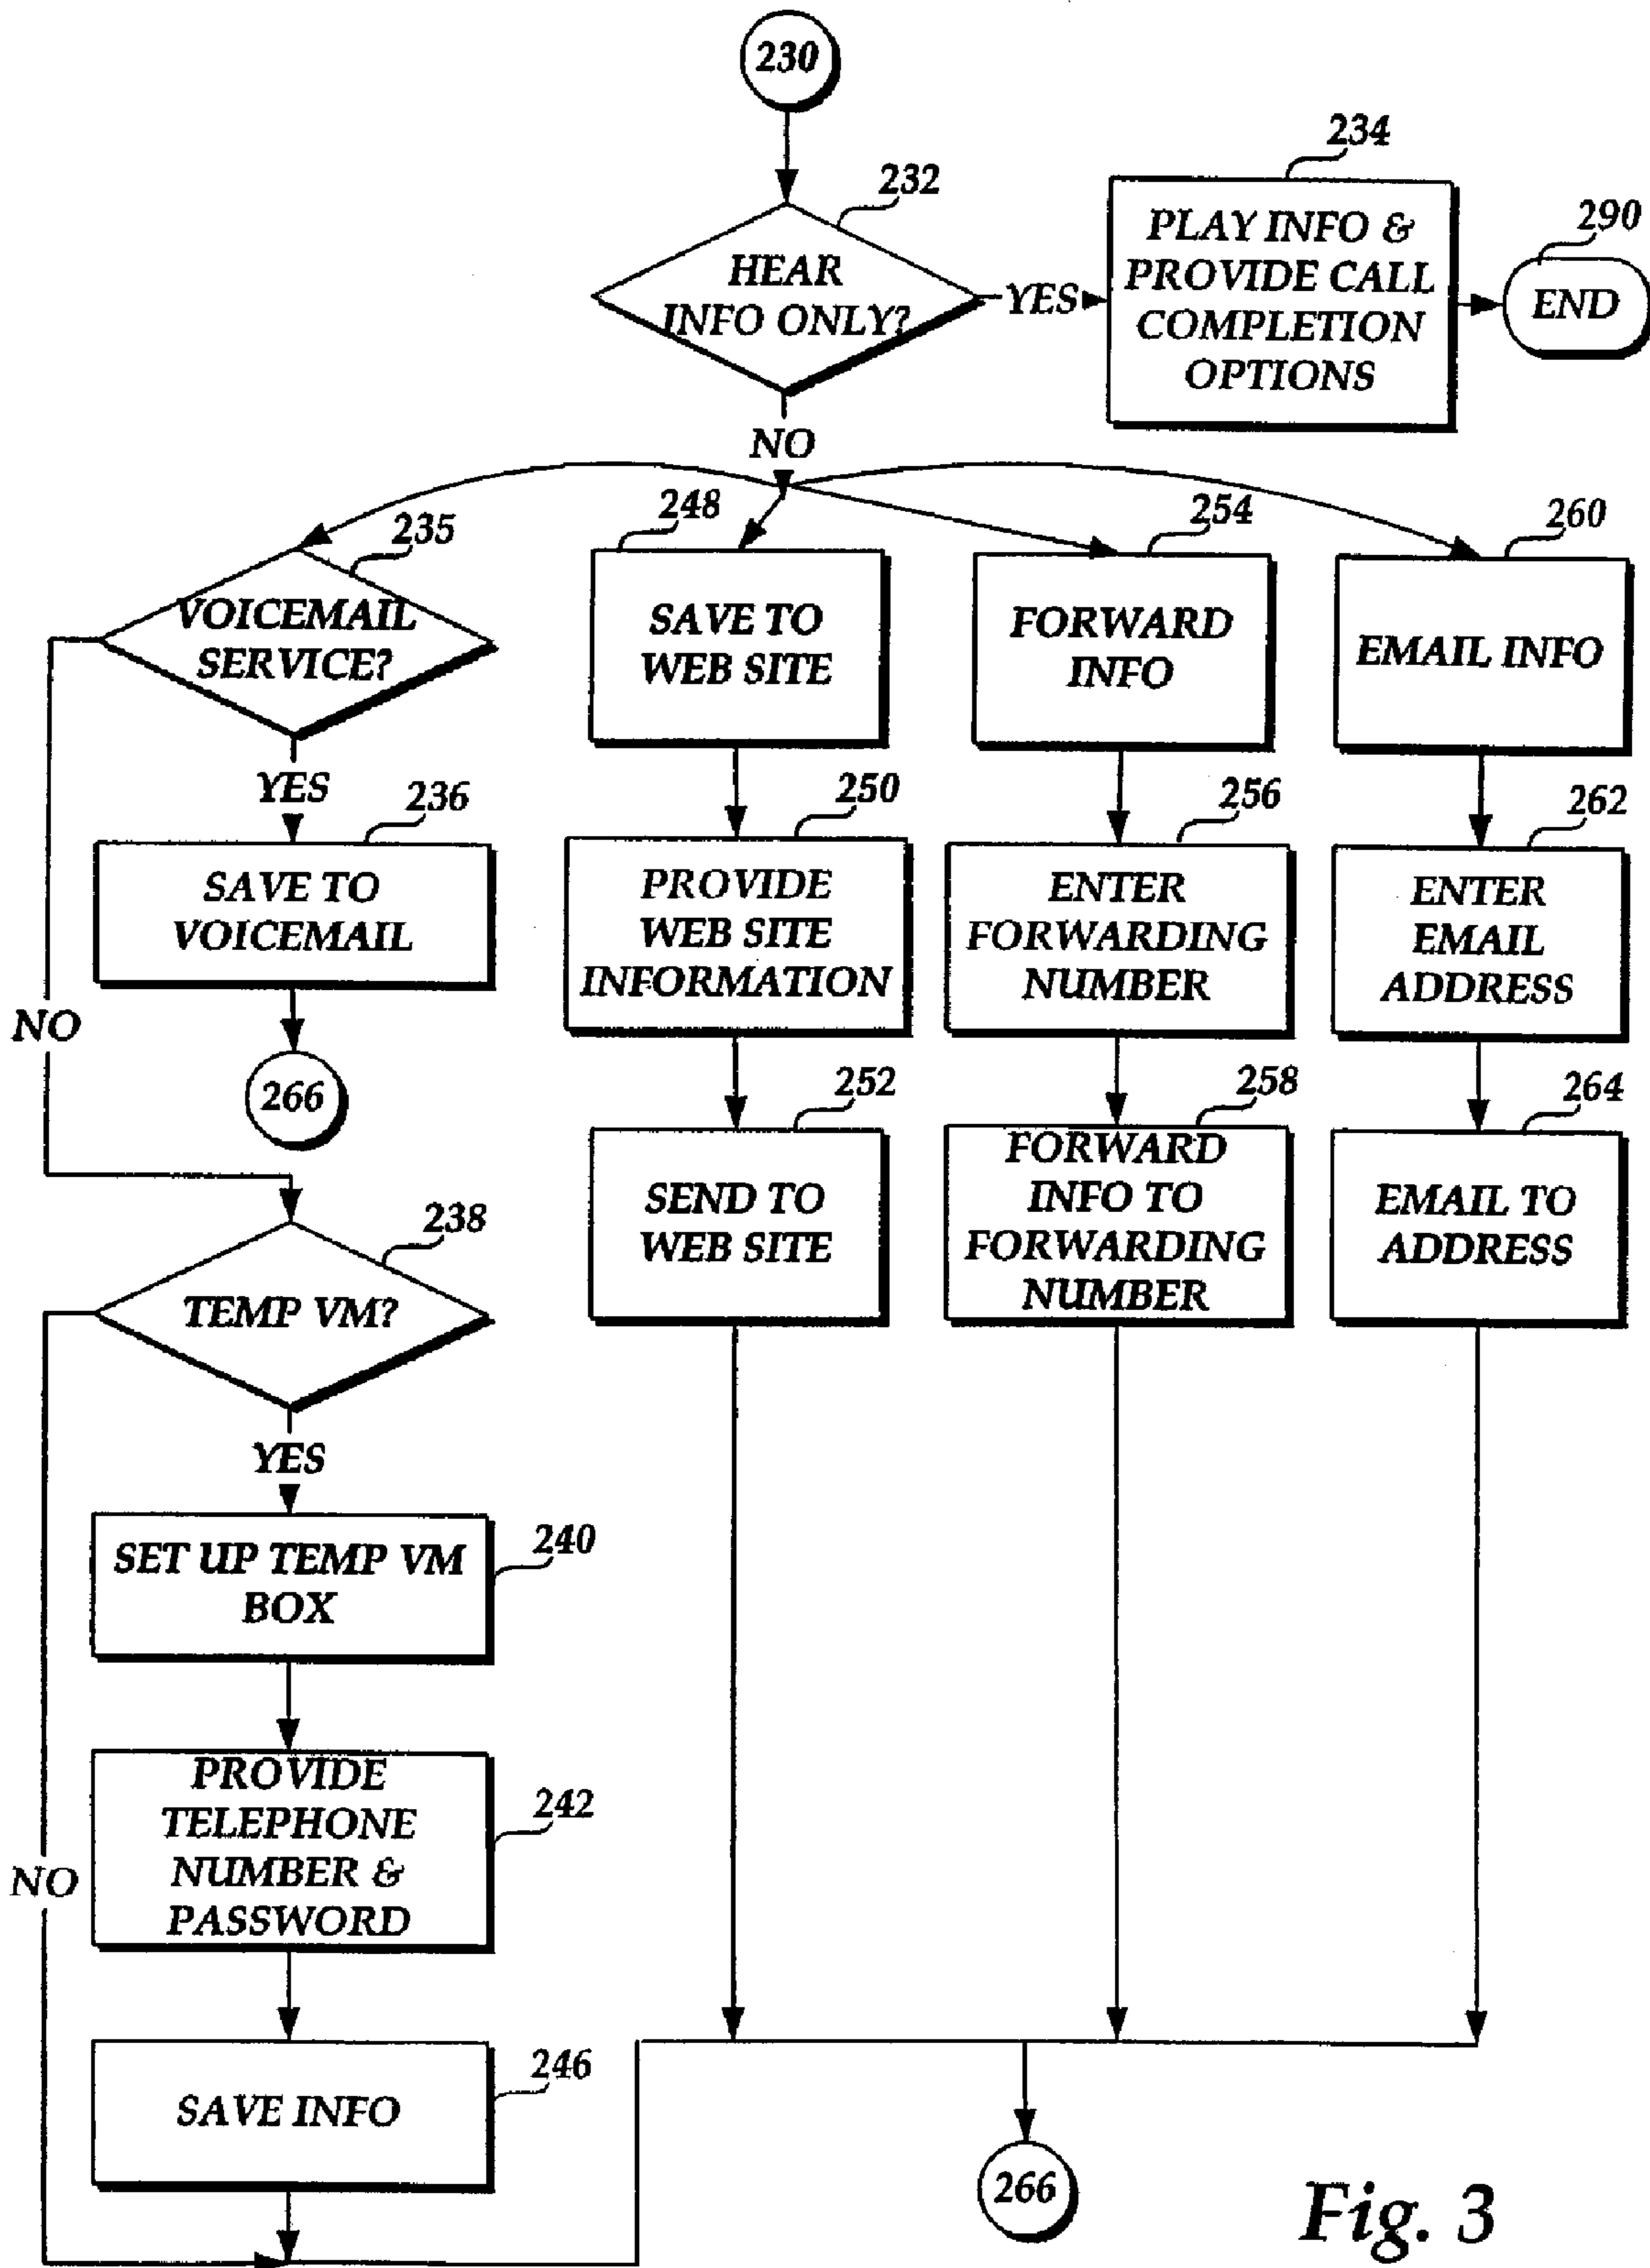 230
232
HEAR
INFO ONLY?
YES
234
PLAY INFO &
PROVIDE CALL
COMPLETION
OPTIONS
290
END
NO
235
VOICEMAIL
SERVICE?
YES
236
SAVE TO
VOICEMAIL
266
NO
238
TEMP VM?
YES
240
SET UP TEMP VM
BOX
242
PROVIDE
TELEPHONE
NUMBER &
PASSWORD
NO
246
SAVE INFO
248
SAVE TO
WEB SITE
250
PROVIDE
WEB SITE
INFORMATION
252
SEND TO
WEB SITE
254
FORWARD
INFO
256
ENTER
FORWARDING
NUMBER
258
FORWARD
INFO TO
FORWARDING
NUMBER
260
EMAIL INFO
262
ENTER
EMAIL
ADDRESS
264
EMAIL TO
ADDRESS
266
Fig. 3